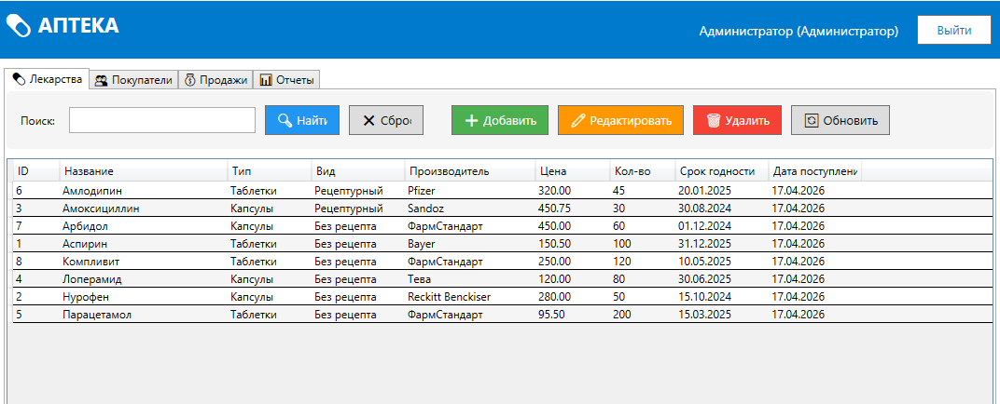 АПТЕКА
Администратор (Администратор) Выйти
Лекарства Покупатели Продажи Отчеты
Поиск: Найти Сброс Добавить Редактировать Удалить Обновить
ID Название Тип Вид Производитель Цена Кол-во Срок годности Дата поступлени
6 Амлодипин Таблетки Рецептурный Pfizer 320.00 45 20.01.2025 17.04.2026
3 Амоксициллин Капсулы Рецептурный Sandoz 450.75 30 30.08.2024 17.04.2026
7 Арбидол Капсулы Без рецепта ФармСтандарт 450.00 60 01.12.2024 17.04.2026
1 Аспирин Таблетки Без рецепта Bayer 150.50 100 31.12.2025 17.04.2026
8 Компливит Таблетки Без рецепта ФармСтандарт 250.00 120 10.05.2025 17.04.2026
4 Лоперамид Капсулы Без рецепта Тева 120.00 80 30.06.2025 17.04.2026
2 Нурофен Капсулы Без рецепта Reckitt Benckiser 280.00 50 15.10.2024 17.04.2026
5 Парацетамол Таблетки Без рецепта ФармСтандарт 95.50 200 15.03.2025 17.04.2026